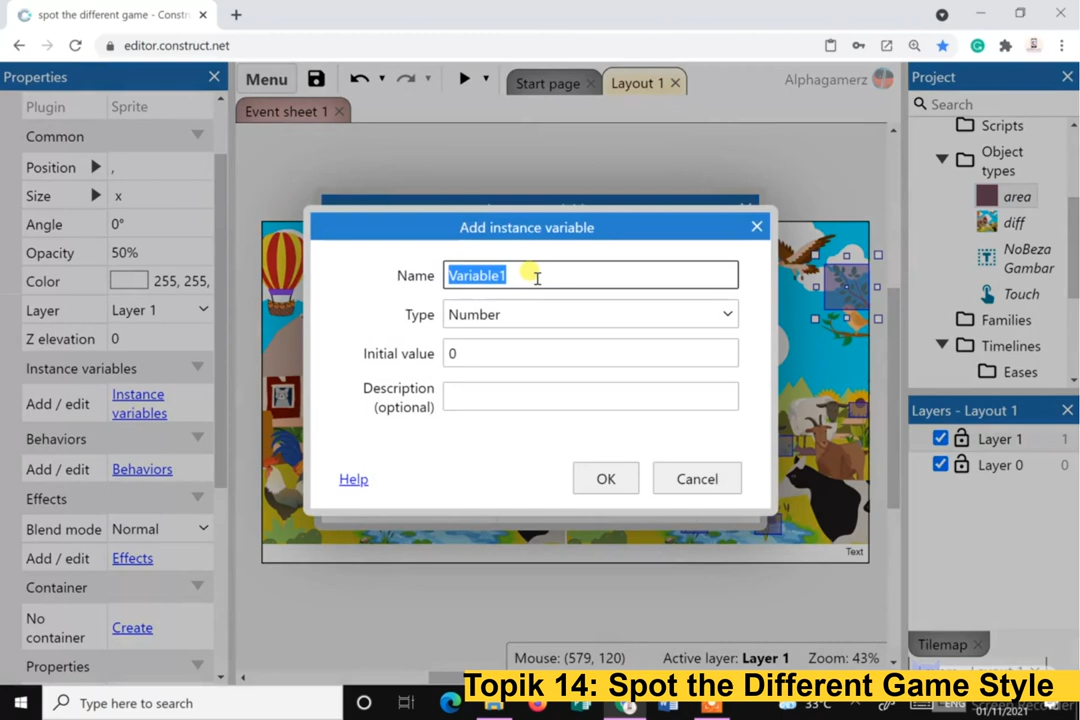 spot the different game - Constr
editor.construct.net
Properties
Menu
Start page
Layout 1
Alphagamerz
Project
Event sheet 1
Search
Plugin
Sprite
Common
Position
,
Size
x
Angle
0°
Opacity
50%
Color
255, 255,
Layer
Layer 1
Z elevation
0
Instance variables
Add / edit
Instance variables
Behaviors
Add / edit
Behaviors
Effects
Blend mode
Normal
Add / edit
Effects
Container
No container
Create
Properties
Add instance variable
Name
Variable1
Type
Number
Initial value
0
Description (optional)
Help
OK
Cancel
Text
Scripts
Object types
area
diff
NoBeza Gambar
Touch
Families
Timelines
Eases
Layers - Layout 1
Layer 1
1
Layer 0
0
Tilemap
Mouse: (579, 120)
Active layer: Layer 1
Zoom: 43%
Topik 14: Spot the Different Game Style
Type here to search
33°C
ENG
01/11/2021